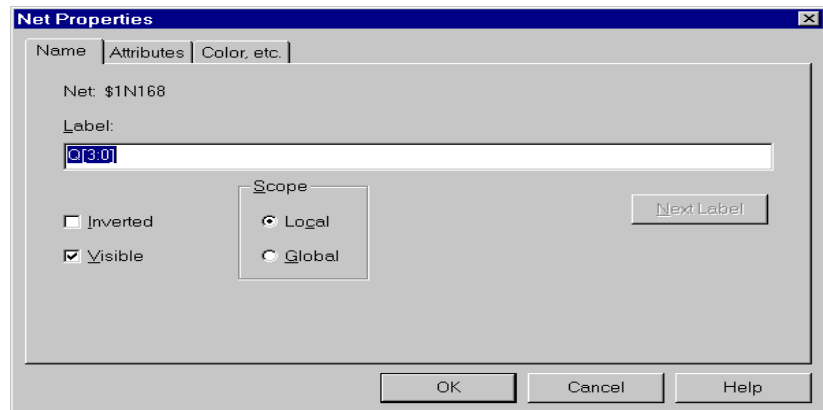 Net Properties
Name Attributes Color, etc.
Net: $1N168
Label:
Q[3:0]
Scope
Inverted Local Next Label
Visible Global
OK Cancel Help